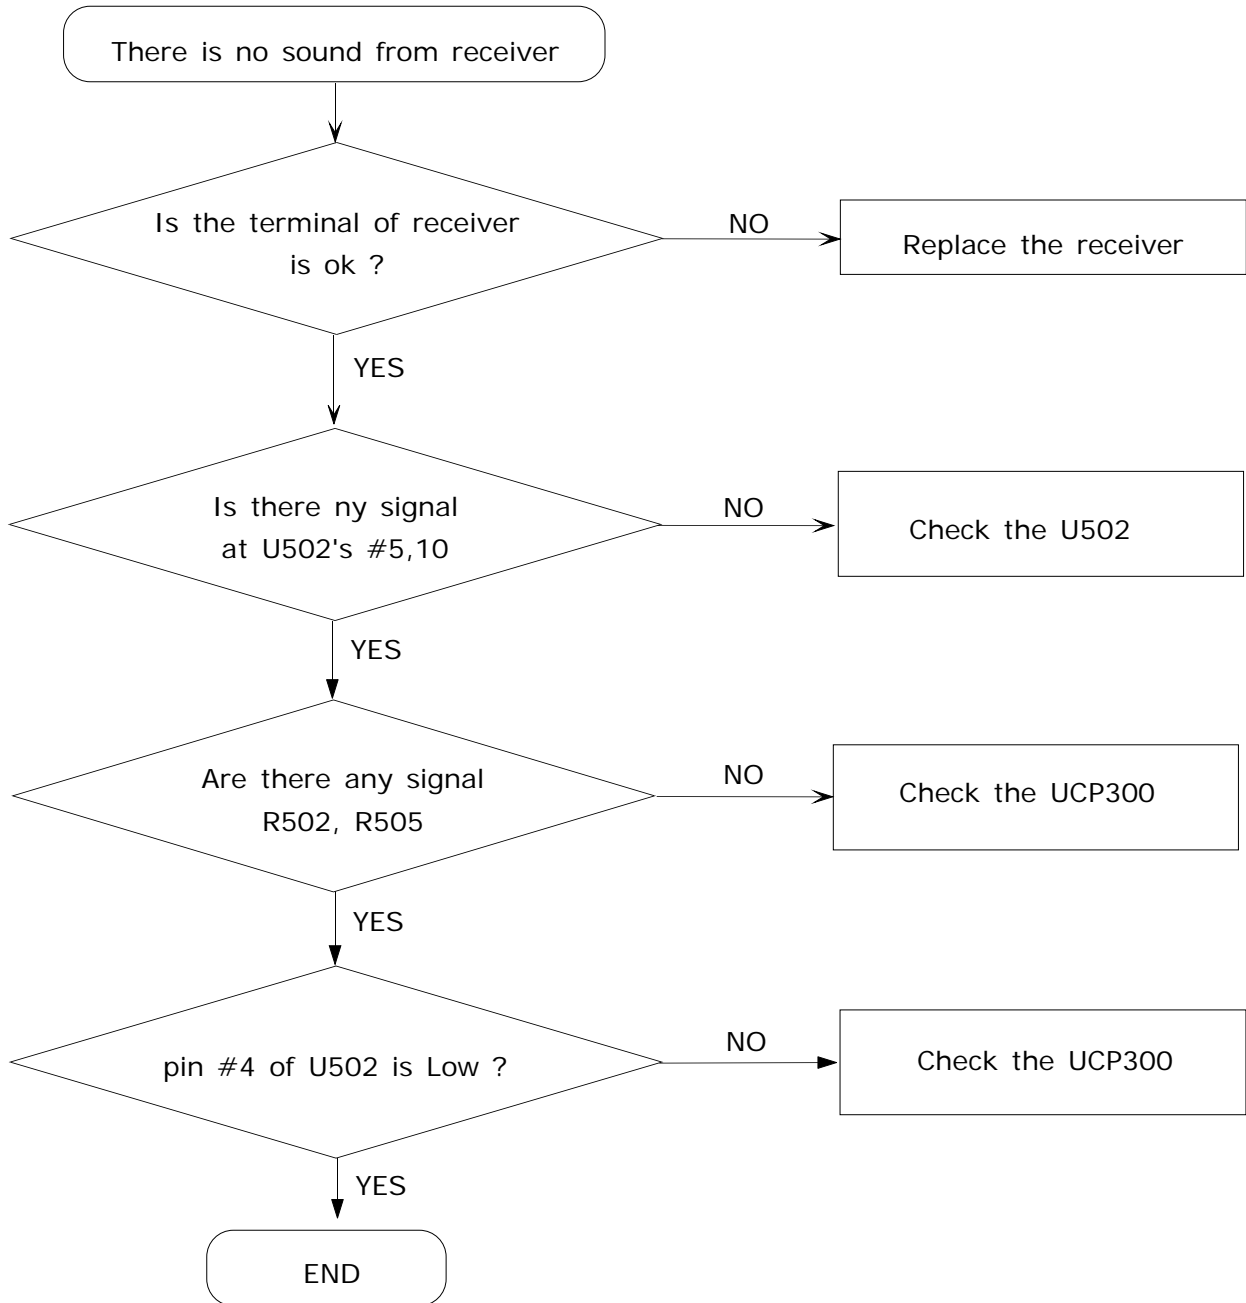 There is no sound from receiver
Is the terminal of receiver
is ok ?
NO
Replace the receiver
YES
Is there ny signal
at U502's #5,10
NO
Check the U502
YES
Are there any signal
R502, R505
NO
Check the UCP300
YES
pin #4 of U502 is Low ?
NO
Check the UCP300
YES
END